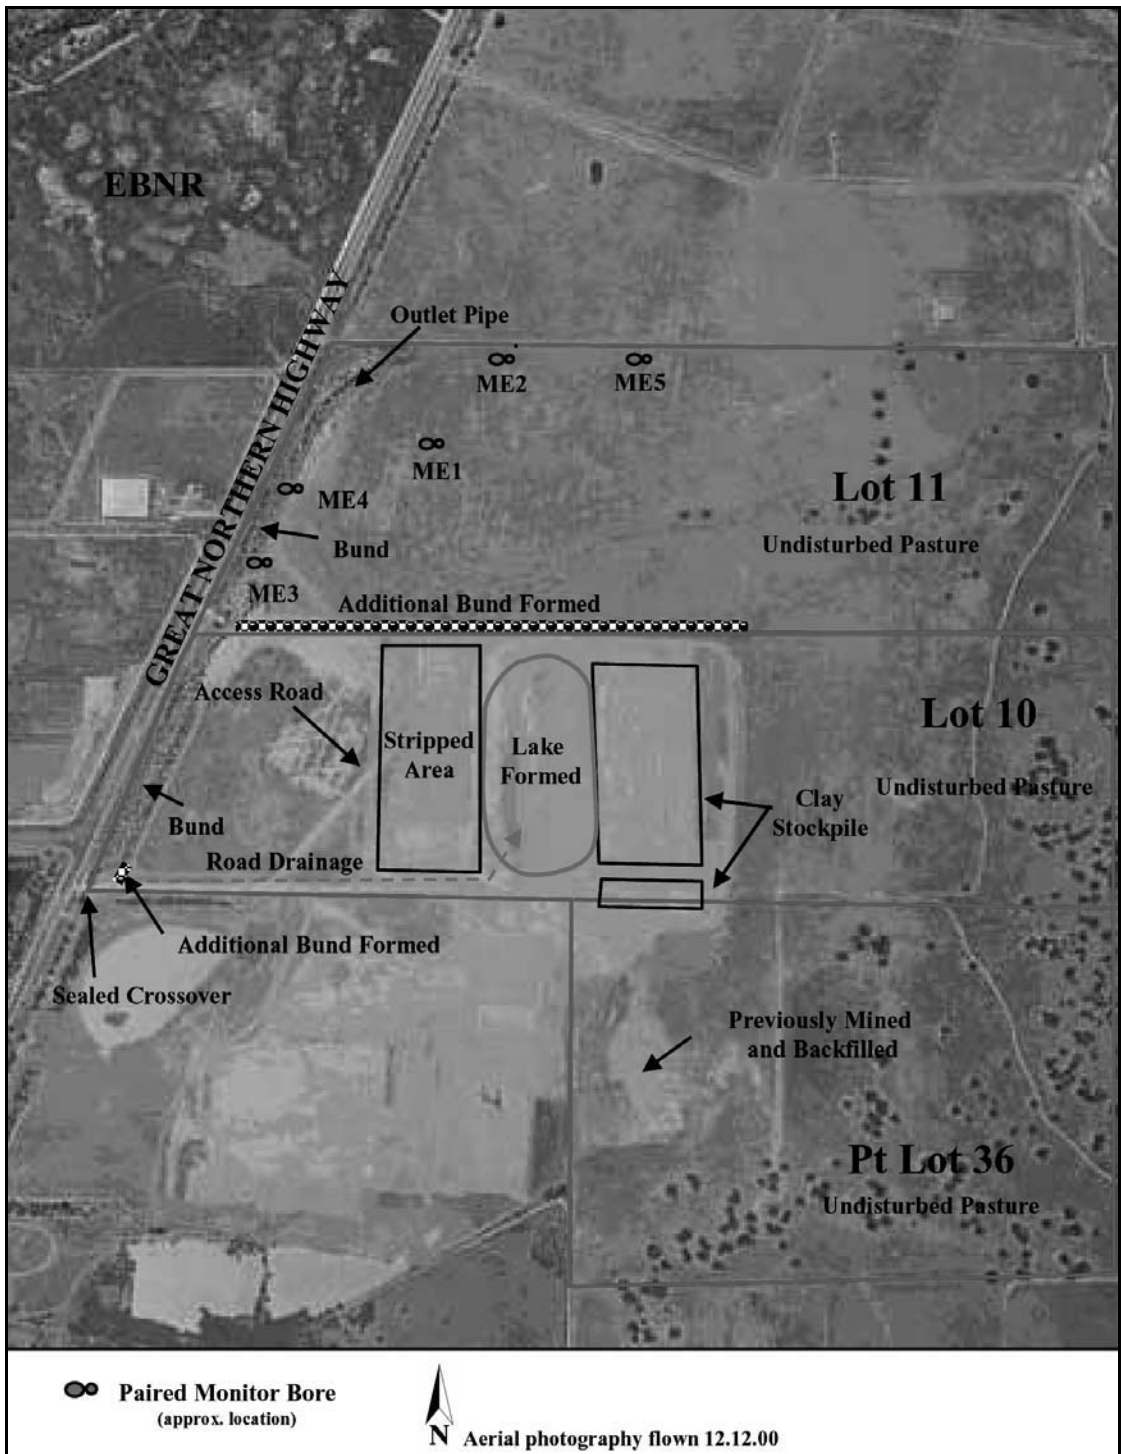 EBNR
Outlet Pipe
GREAT NORTHERN HIGHWAY
ME2
ME5
ME1
ME4
Lot 11
Undisturbed Pasture
Bund
ME3
Additional Bund Formed
Access Road
Lot 10
Undisturbed Pasture
Stripped
Area
Lake
Formed
Clay
Stockpile
Bund
Road Drainage
Additional Bund Formed
Sealed Crossover
Previously Mined
and Backfilled
Pt Lot 36
Undisturbed Pasture
Paired Monitor Bore
(approx. location)
N
Aerial photography flown 12.12.00